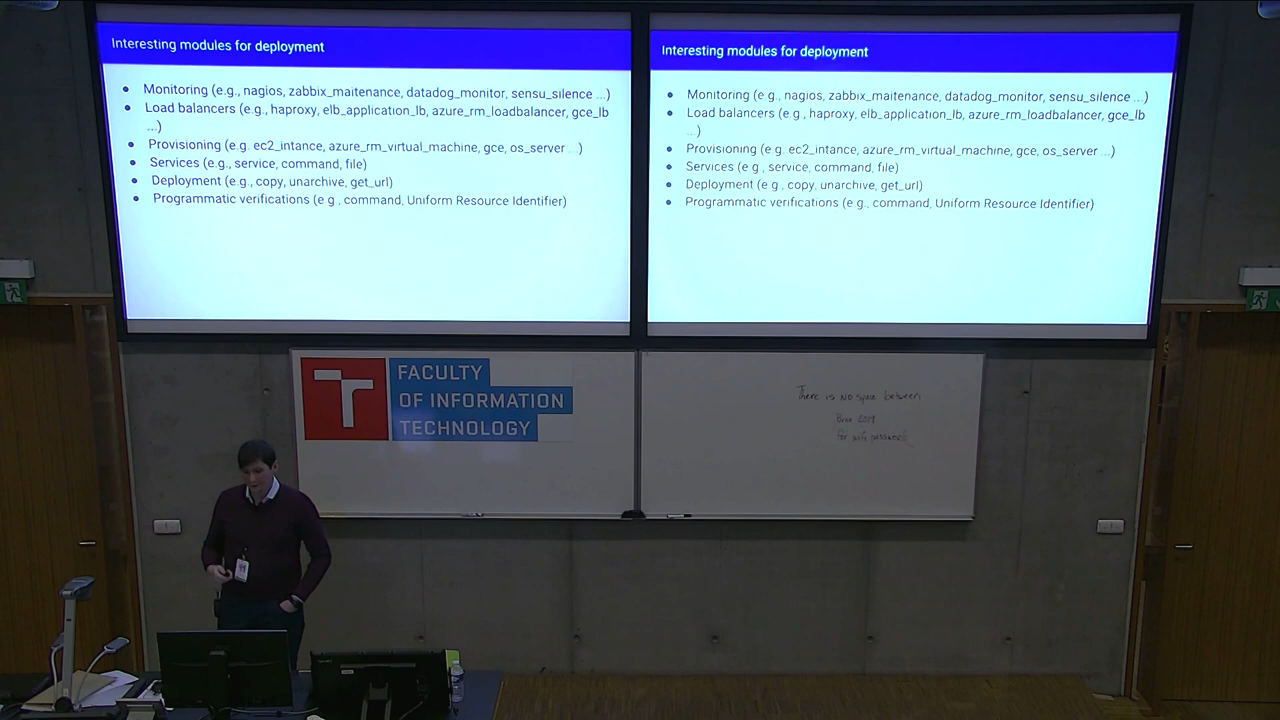 Interesting modules for deployment
Monitoring (e.g., nagios, zabbix_maitenance, datadog_monitor, sensu_silence ...)
Load balancers (e.g., haproxy, elb_application_lb, azure_rm_loadbalancer, gce_lb
...)
Provisioning (e.g. ec2_intance, azure_rm_virtual_machine, gce, os_server ...)
Services (e.g., service, command, file)
Deployment (e.g., copy, unarchive, get_url)
Programmatic verifications (e.g., command, Uniform Resource Identifier)
Interesting modules for deployment
Monitoring (e.g., nagios, zabbix_maitenance, datadog_monitor, sensu_silence ...)
Load balancers (e.g., haproxy, elb_application_lb, azure_rm_loadbalancer, gce_lb
...)
Provisioning (e.g. ec2_intance, azure_rm_virtual_machine, gce, os_server ...)
Services (e.g., service, command, file)
Deployment (e.g., copy, unarchive, get_url)
Programmatic verifications (e.g., command, Uniform Resource Identifier)
FACULTY
OF INFORMATION
TECHNOLOGY
There is NO between
2019
for